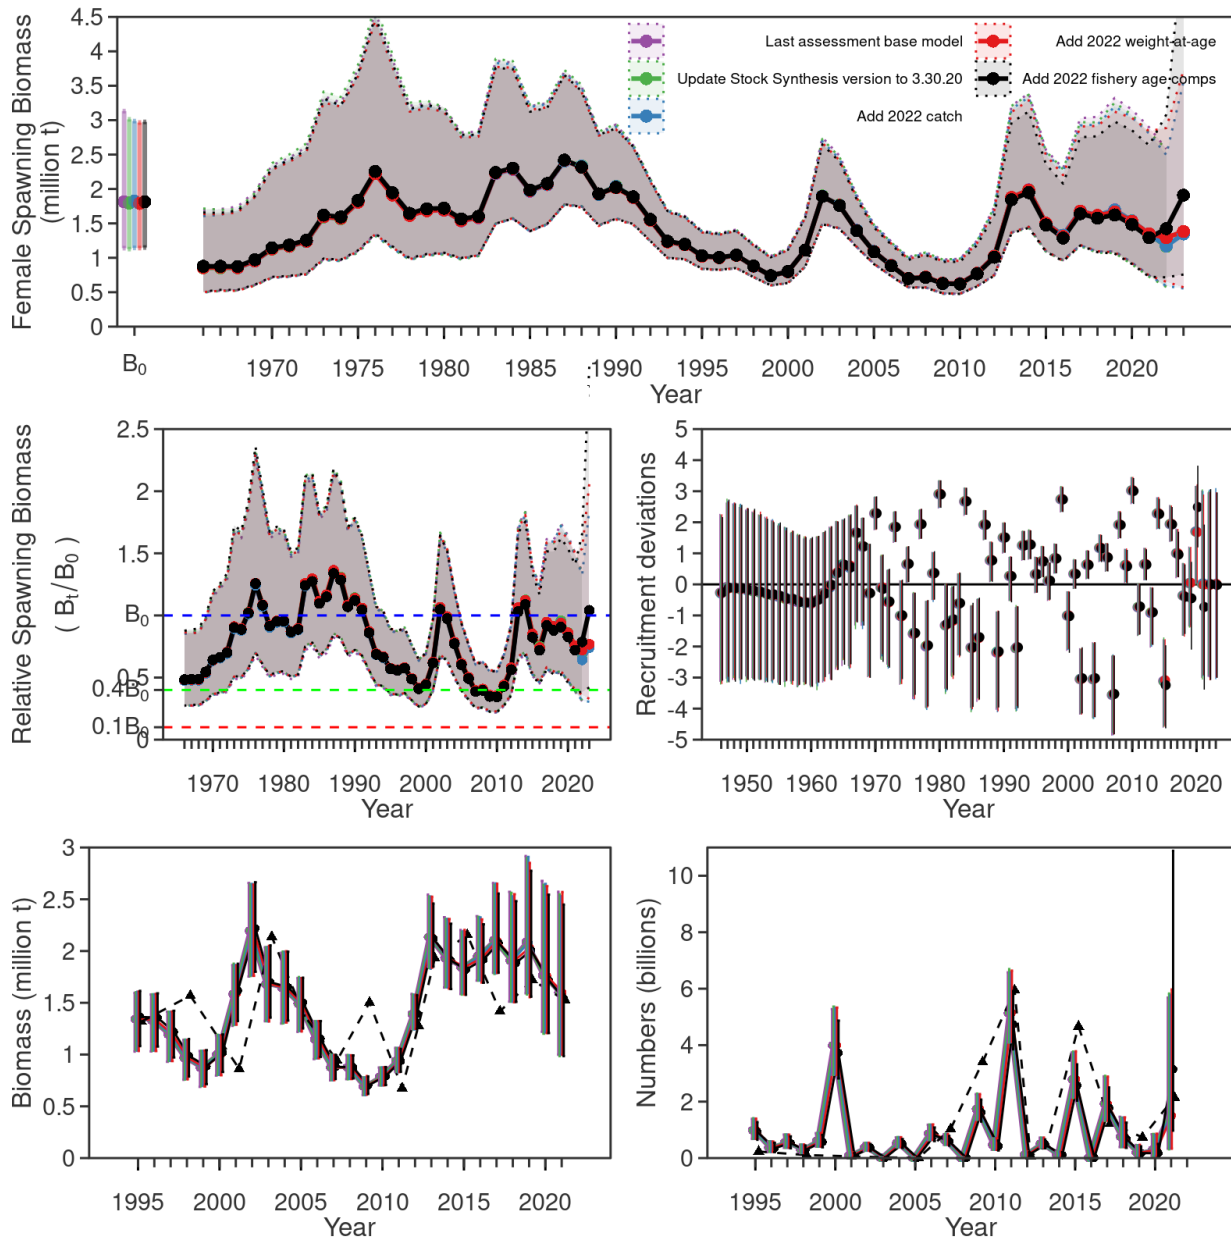 Female Spawning Biomass
(million t)
4.5
4
3.5
3
2.5
2
1.5
1
0.5
0
Last assessment base model
Update Stock Synthesis version to 3.30.20
Add 2022 catch
Add 2022 weight-at-age
Add 2022 fishery age comps
B₀
1970 1975 1980 1985 1990 1995 2000 2005 2010 2015 2020
Year
Relative Spawning Biomass
( Bₜ/B₀ )
2.5
2
1.5
B₀
0.5
0.4B₀
0.1B₀
0
1970 1980 1990 2000 2010 2020
Year
Recruitment deviations
5
4
3
2
1
0
-1
-2
-3
-4
-5
1950 1960 1970 1980 1990 2000 2010 2020
Year
Biomass (million t)
3
2.5
2
1.5
1
0.5
0
1995 2000 2005 2010 2015 2020
Year
Numbers (billions)
10
8
6
4
2
0
1995 2000 2005 2010 2015 2020
Year